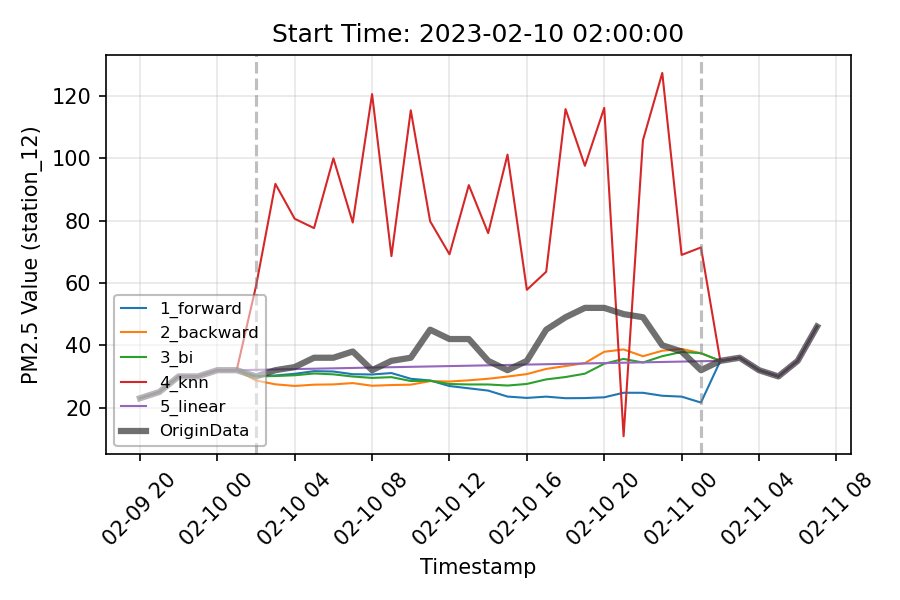 Start Time: 2023-02-10 02:00:00
PM2.5 Value (station_12)
120
100
80
60
40
20
1_forward
2_backward
3_bi
4_knn
5_linear
OriginData
02-09 20
02-10 00
02-10 04
02-10 08
02-10 12
02-10 16
02-10 20
02-11 00
02-11 04
02-11 08
Timestamp